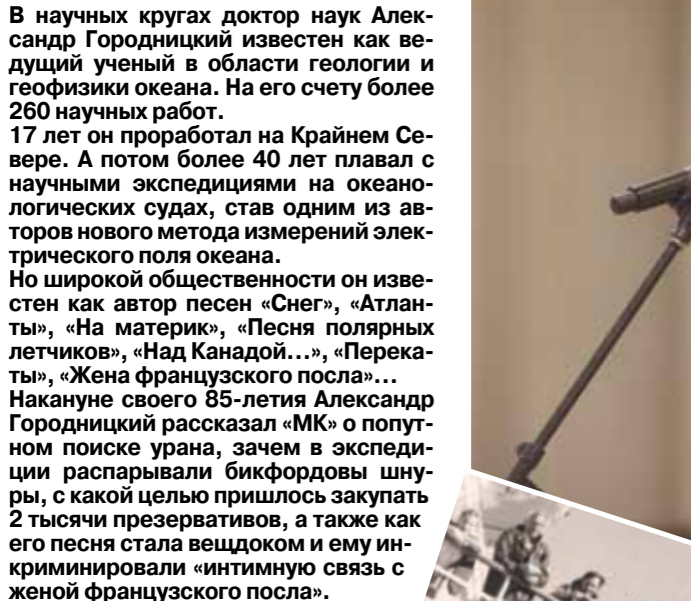 В научных кругах доктор наук Алек-
сандр Городницкий известен как ве-
дущий ученый в области геологии и
геофизики океана. На его счету более
260 научных работ.
17 лет он проработал на Крайнем Се-
вере. А потом более 40 лет плавал с
научными экспедициями на океано-
логических судах, став одним из ав-
торов нового метода измерений элек-
трического поля океана.
Но широкой общественности он изве-
стен как автор песен «Снег», «Атлан-
ты», «На материк», «Песня полярных
летчиков», «Над Канадой...», «Перека-
ты», «Жена французского посла»...
Накануне своего 85-летия Александр
Городницкий рассказал «МК» о попут-
ном поиске урана, зачем в экспеди-
ции распарывали бикфордовы шну-
ры, с какой целью пришлось закупать
2 тысячи презервативов, а также как
его песня стала вещдоком и ему ин-
криминировали «интимную связь с
женой французского посла».